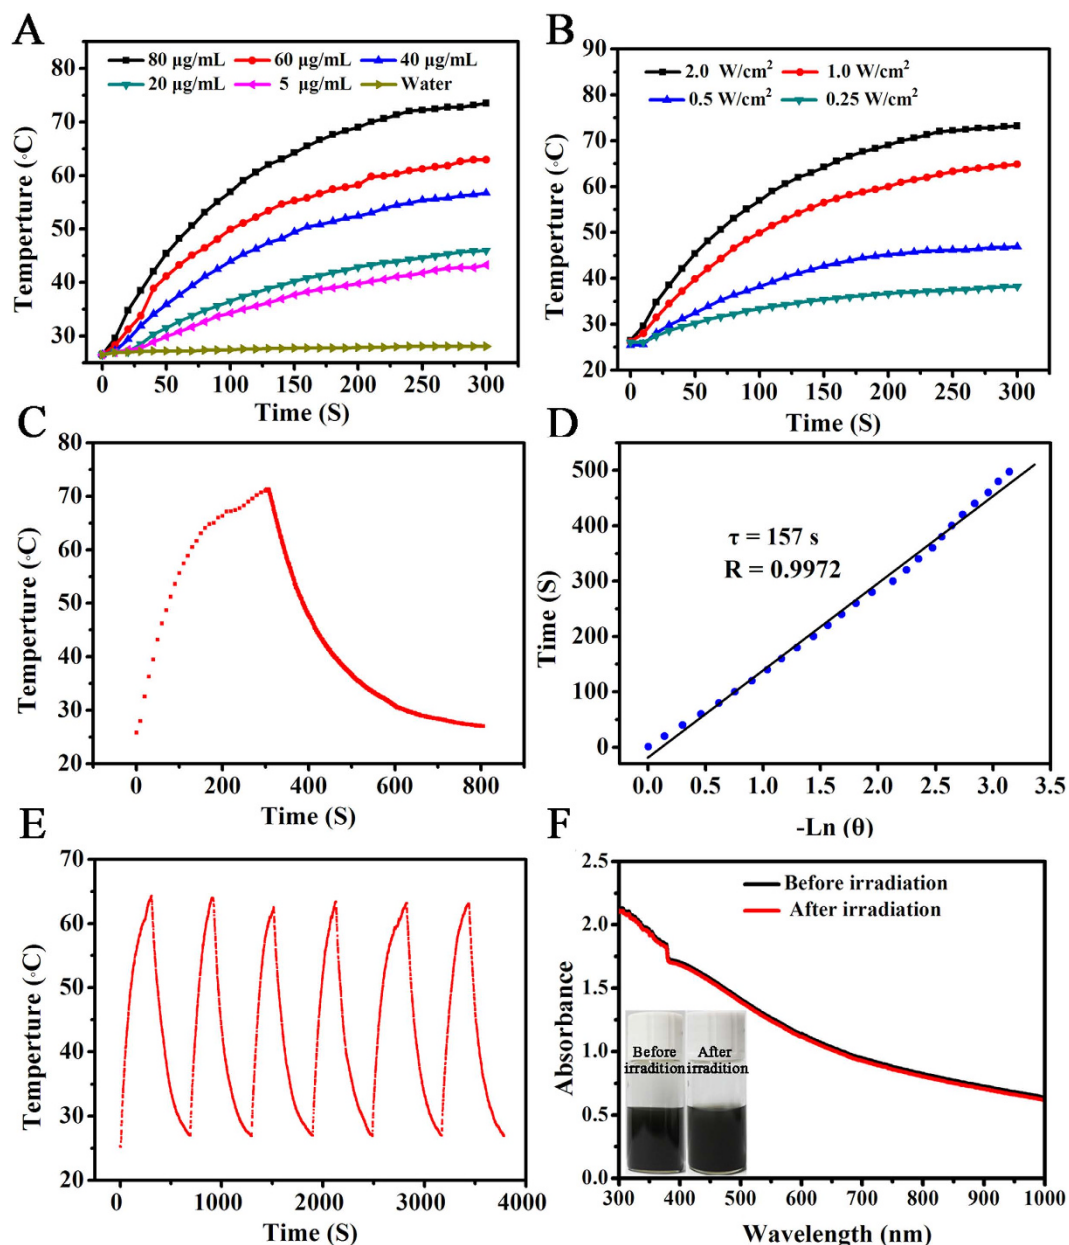 A
80 µg/mL 60 µg/mL 40 µg/mL
20 µg/mL 5 µg/mL Water
80
70
60
50
40
30
Temperture (◦C)
0 50 100 150 200 250 300
Time (S)
B
2.0 W/cm² 1.0 W/cm²
0.5 W/cm² 0.25 W/cm²
90
80
70
60
50
40
30
20
Temperture (◦C)
0 50 100 150 200 250 300
Time (S)
C
80
70
60
50
40
30
20
Temperture (◦C)
0 200 400 600 800
Time (S)
D
τ = 157 s
R = 0.9972
500
400
300
200
100
0
Time (S)
0.0 0.5 1.0 1.5 2.0 2.5 3.0 3.5
-Ln (θ)
E
70
60
50
40
30
20
Temperture (◦C)
0 1000 2000 3000 4000
Time (S)
F
Before irradiation
After irradiation
2.5
2.0
1.5
1.0
0.5
0.0
Absorbance
Before After
irradition irradition
300 400 500 600 700 800 900 1000
Wavelength (nm)